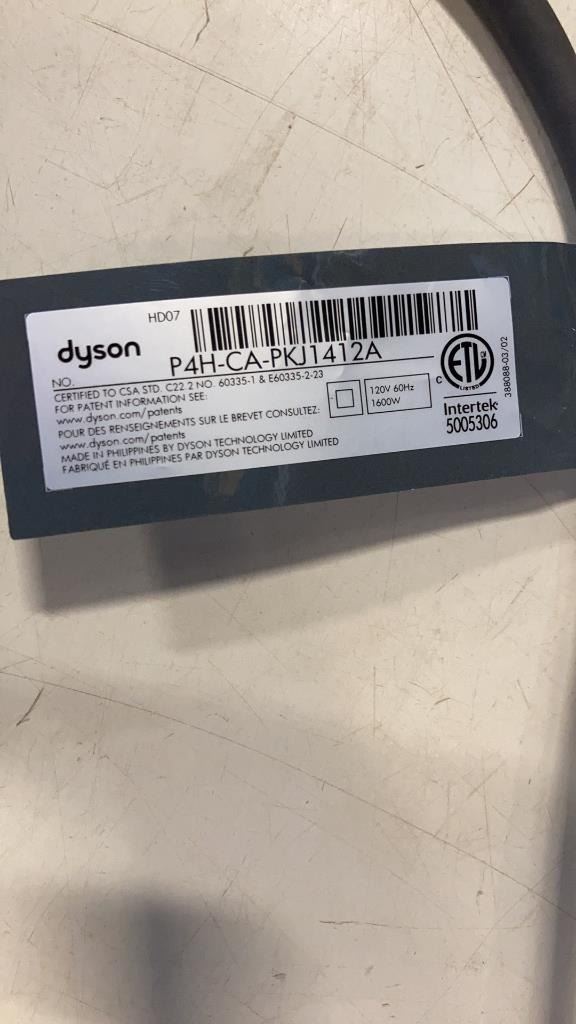 HD07
dyson
NO. P4H-CA-PKJ1412A
CERTIFIED TO CSA STD. C22.2 NO. 60335-1 & E60335-2-23
FOR PATENT INFORMATION SEE:
www.dyson.com/patents
POUR DES RENSEIGNEMENTS SUR LE BREVET CONSULTEZ:
www.dyson.com/patents
MADE IN PHILIPPINES BY DYSON TECHNOLOGY LIMITED
FABRIQUÉ EN PHILIPPINES PAR DYSON TECHNOLOGY LIMITED
120V 60Hz
1600W
C
ETL
LISTED
Intertek
5005306
388088-03/02